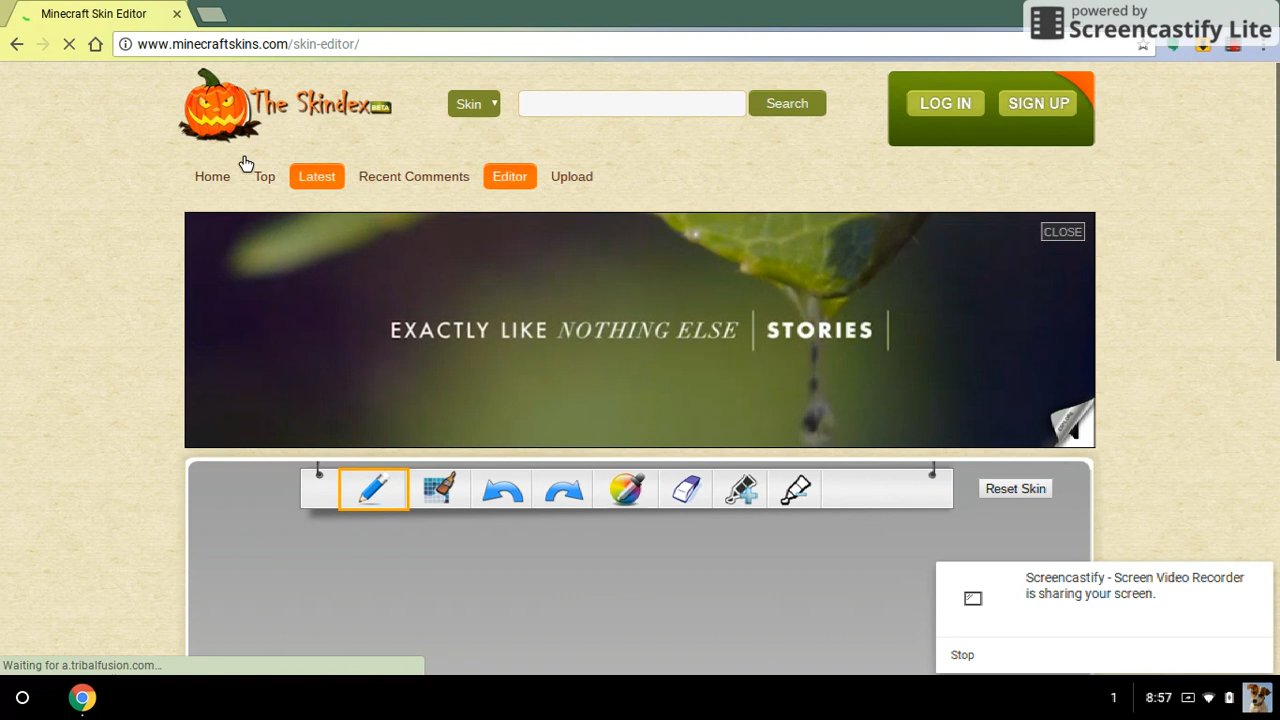 Minecraft Skin Editor
powered by
Screencastify Lite
www.minecraftskins.com/skin-editor/
The Skindex BETA
Skin
Search
LOG IN
SIGN UP
Home
Top
Latest
Recent Comments
Editor
Upload
CLOSE
EXACTLY LIKE NOTHING ELSE | STORIES |
Reset Skin
Screencastify - Screen Video Recorder
is sharing your screen.
Stop
Waiting for a.tribalfusion.com...
1
8:57